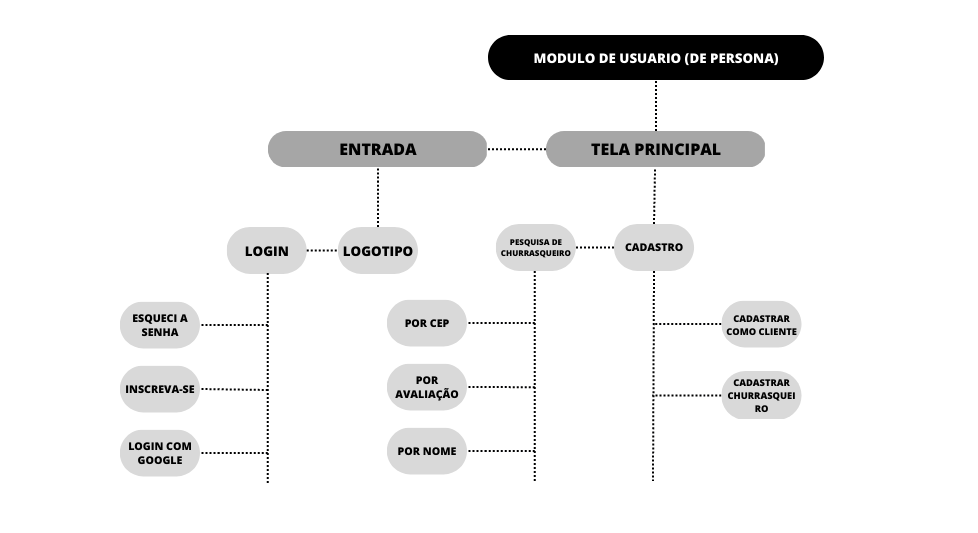 MODULO DE USUARIO (DE PERSONA)
ENTRADA
TELA PRINCIPAL
LOGIN
LOGOTIPO
PESQUISA DE
CHURRASQUEIRO
CADASTRO
ESQUECI A
SENHA
INSCREVA-SE
LOGIN COM
GOOGLE
POR CEP
POR
AVALIAÇÃO
POR NOME
CADASTRAR
COMO CLIENTE
CADASTRAR
CHURRASQUEI
RO